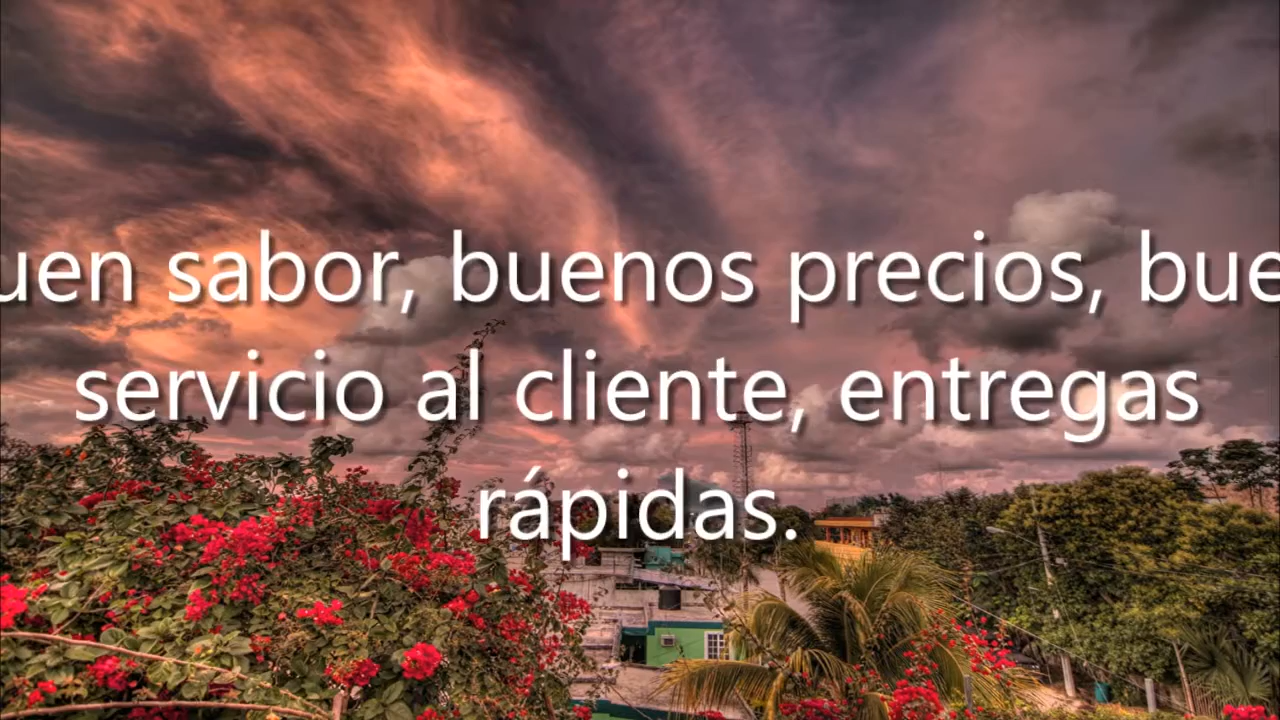 uen sabor, buenos precios, bue
servicio al cliente, entregas
rápidas.